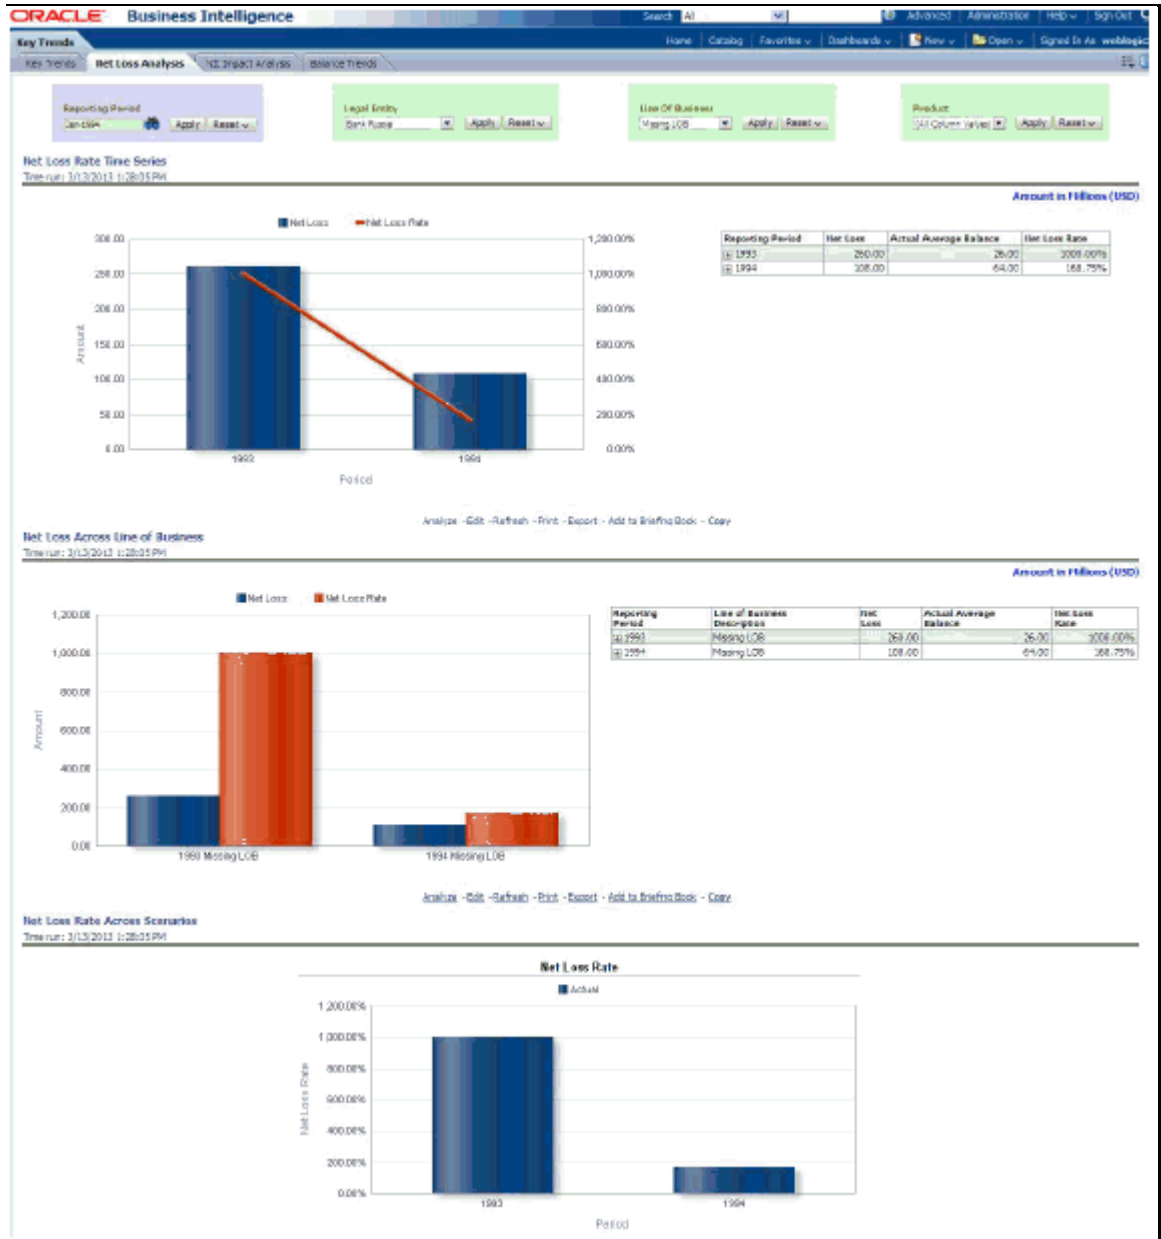 ORACLE Business Intelligence
Search All
Advanced Administration Help Sign Out
Key Trends
Home Catalog Favorites Dashboards New Open Signed In As weblogic
Key Trends Net Loss Analysis NII Impact Analysis Balance Trends
Reporting Period
Jan-1994 Apply Reset
Legal Entity
Bank Apply Reset
Line Of Business
Missing LOB Apply Reset
Product
(All Column Values) Apply Reset
Net Loss Rate Time Series
Time run: 3/13/2013 1:28:05 PM
Amount in Millions (USD)
Net Loss Net Loss Rate
300.00
250.00
200.00
150.00
100.00
50.00
0.00
Amount
1,200.00%
1,000.00%
800.00%
600.00%
400.00%
200.00%
0.00%
1993 1994
Period
Reporting Period Net Loss Actual Average Balance Net Loss Rate
1993 260.00 26.00 1000.00%
1994 108.00 64.00 168.75%
Analyze - Edit - Refresh - Print - Export - Add to Briefing Book - Copy
Net Loss Across Line of Business
Time run: 3/13/2013 1:28:05 PM
Amount in Millions (USD)
Net Loss Net Loss Rate
1,200.00
1,000.00
800.00
600.00
400.00
200.00
0.00
Amount
1993 Missing LOB 1994 Missing LOB
Reporting Period Line of Business Description Net Loss Actual Average Balance Net Loss Rate
1993 Missing LOB 260.00 26.00 1000.00%
1994 Missing LOB 108.00 64.00 168.75%
Analyze - Edit - Refresh - Print - Export - Add to Briefing Book - Copy
Net Loss Rate Across Scenarios
Time run: 3/13/2013 1:28:05 PM
Net Loss Rate
Actual
1,200.00%
1,000.00%
800.00%
600.00%
400.00%
200.00%
0.00%
Net Loss Rate
1993 1994
Period